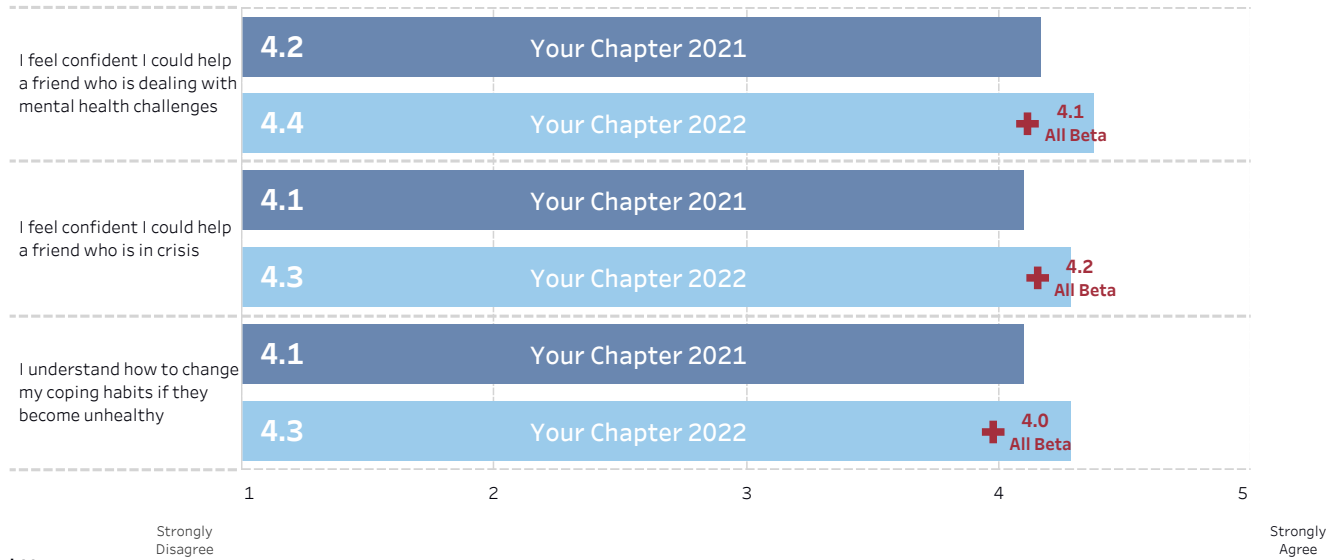 I feel confident I could help
a friend who is dealing with
mental health challenges
4.2 Your Chapter 2021
4.4 Your Chapter 2022
4.1
All Beta
I feel confident I could help
a friend who is in crisis
4.1 Your Chapter 2021
4.3 Your Chapter 2022
4.2
All Beta
I understand how to change
my coping habits if they
become unhealthy
4.1 Your Chapter 2021
4.3 Your Chapter 2022
4.0
All Beta
1 2 3 4 5
Strongly
Disagree
Strongly
Agree